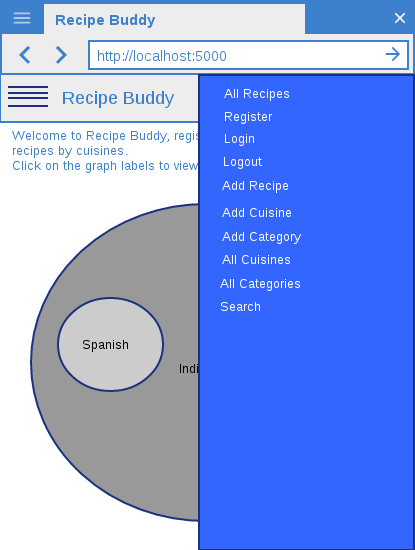 Recipe Buddy
http://localhost:5000
Recipe Buddy
Welcome to Recipe Buddy,
recipes by cuisines.
Click on the graph labels to view
All Recipes
Register
Login
Logout
Add Recipe
Add Cuisine
Add Category
All Cuisines
All Categories
Search
Spanish